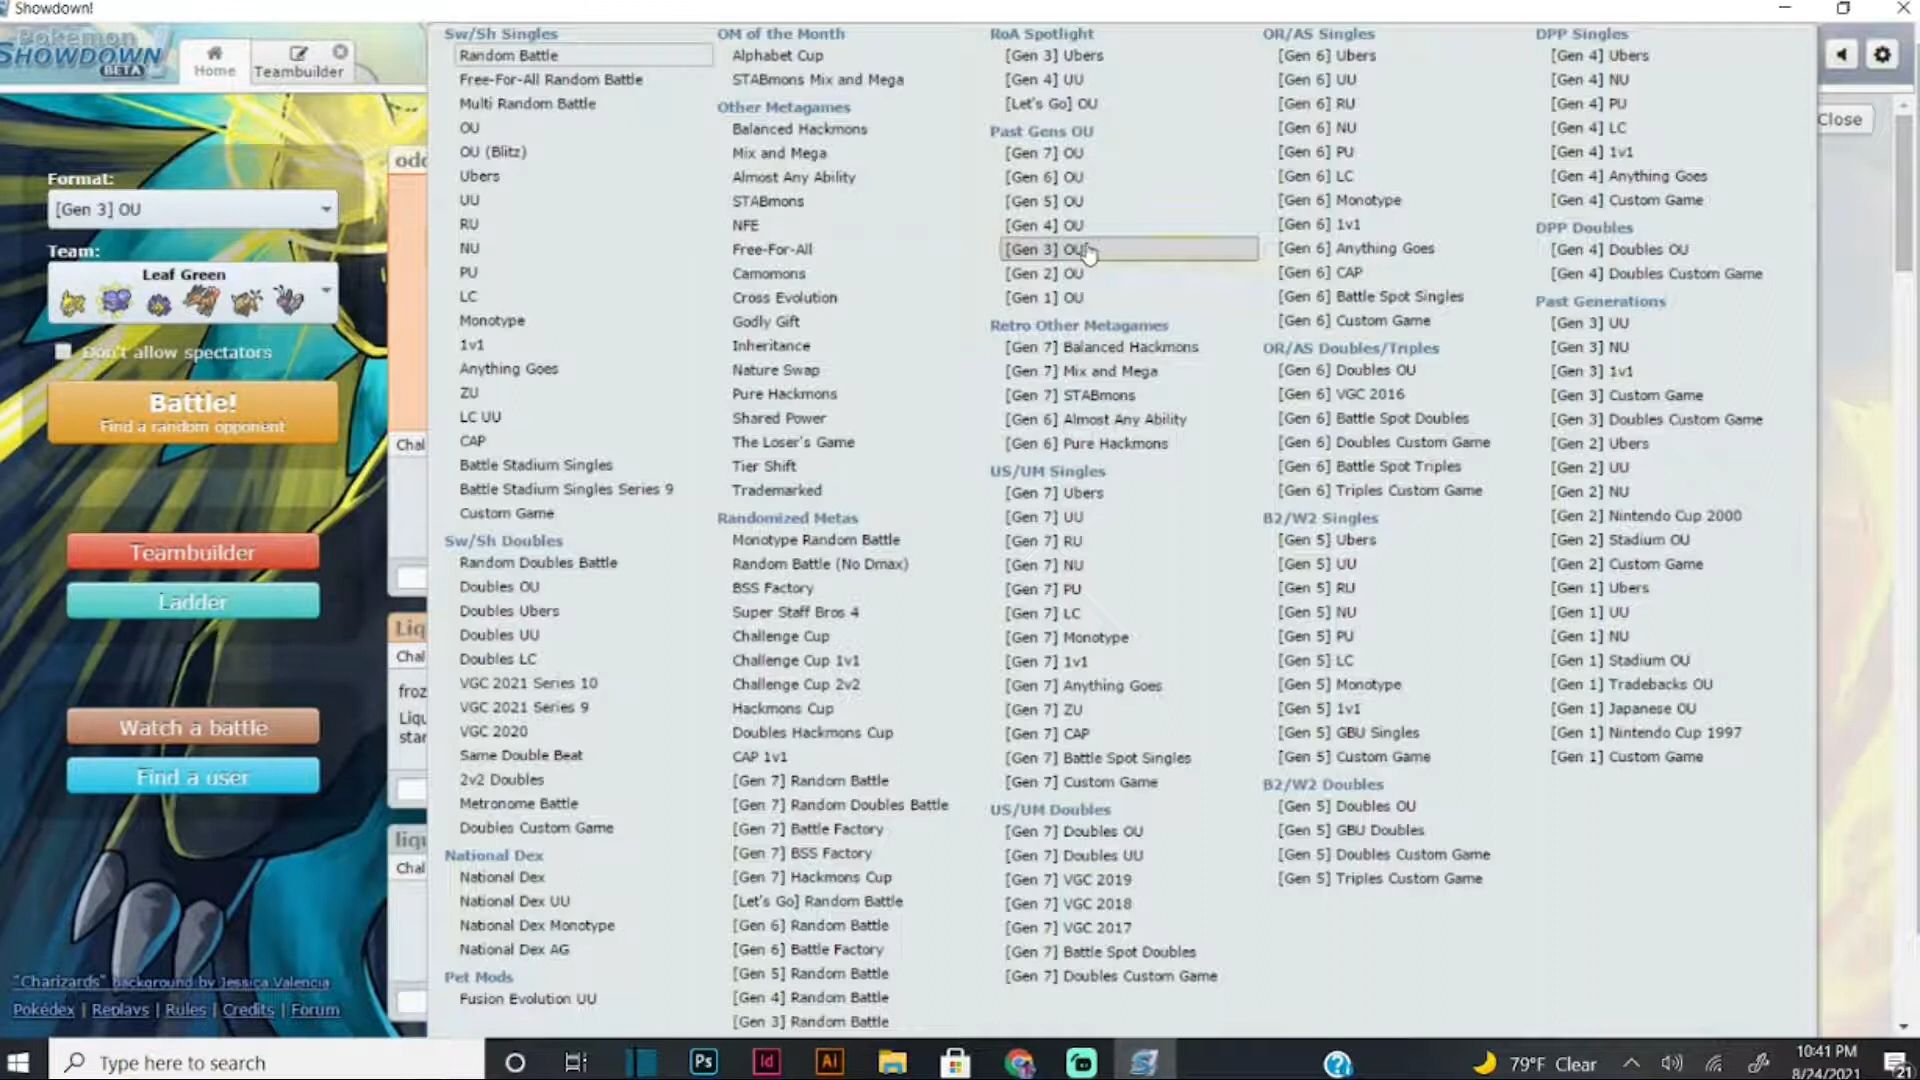 Showdown!
Pokémon
SHOWDOWN
BETA
Home
Teambuilder
Format:
[Gen 3] OU
Team:
Leaf Green
Don't allow spectators
Battle!
Find a random opponent
Teambuilder
Ladder
Watch a battle
Find a user
"Charizards" background by Jessica Valencia
Pokédex | Replays | Rules | Credits | Forum
Chal
Liq
Chal
froz
Liqu
star
liqu
Chal
Close
Sw/Sh Singles
Random Battle
Free-For-All Random Battle
Multi Random Battle
OU
OU (Blitz)
Ubers
UU
RU
NU
PU
LC
Monotype
1v1
Anything Goes
ZU
LC UU
CAP
Battle Stadium Singles
Battle Stadium Singles Series 9
Custom Game
Sw/Sh Doubles
Random Doubles Battle
Doubles OU
Doubles Ubers
Doubles UU
Doubles LC
VGC 2021 Series 10
VGC 2021 Series 9
VGC 2020
Same Double Beat
2v2 Doubles
Metronome Battle
Doubles Custom Game
National Dex
National Dex
National Dex UU
National Dex Monotype
National Dex AG
Pet Mods
Fusion Evolution UU
OM of the Month
Alphabet Cup
STABmons Mix and Mega
Other Metagames
Balanced Hackmons
Mix and Mega
Almost Any Ability
STABmons
NFE
Free-For-All
Camomons
Cross Evolution
Godly Gift
Inheritance
Nature Swap
Pure Hackmons
Shared Power
The Loser's Game
Tier Shift
Trademarked
Randomized Metas
Monotype Random Battle
Random Battle (No Dmax)
BSS Factory
Super Staff Bros 4
Challenge Cup
Challenge Cup 1v1
Challenge Cup 2v2
Hackmons Cup
Doubles Hackmons Cup
CAP 1v1
[Gen 7] Random Battle
[Gen 7] Random Doubles Battle
[Gen 7] Battle Factory
[Gen 7] BSS Factory
[Gen 7] Hackmons Cup
[Let's Go] Random Battle
[Gen 6] Random Battle
[Gen 6] Battle Factory
[Gen 5] Random Battle
[Gen 4] Random Battle
[Gen 3] Random Battle
RoA Spotlight
[Gen 3] Ubers
[Gen 4] UU
[Let's Go] OU
Past Gens OU
[Gen 7] OU
[Gen 6] OU
[Gen 5] OU
[Gen 4] OU
[Gen 3] OU
[Gen 2] OU
[Gen 1] OU
Retro Other Metagames
[Gen 7] Balanced Hackmons
[Gen 7] Mix and Mega
[Gen 7] STABmons
[Gen 6] Almost Any Ability
[Gen 6] Pure Hackmons
US/UM Singles
[Gen 7] Ubers
[Gen 7] UU
[Gen 7] RU
[Gen 7] NU
[Gen 7] PU
[Gen 7] LC
[Gen 7] Monotype
[Gen 7] 1v1
[Gen 7] Anything Goes
[Gen 7] ZU
[Gen 7] CAP
[Gen 7] Battle Spot Singles
[Gen 7] Custom Game
US/UM Doubles
[Gen 7] Doubles OU
[Gen 7] Doubles UU
[Gen 7] VGC 2019
[Gen 7] VGC 2018
[Gen 7] VGC 2017
[Gen 7] Battle Spot Doubles
[Gen 7] Doubles Custom Game
OR/AS Singles
[Gen 6] Ubers
[Gen 6] UU
[Gen 6] RU
[Gen 6] NU
[Gen 6] PU
[Gen 6] LC
[Gen 6] Monotype
[Gen 6] 1v1
[Gen 6] Anything Goes
[Gen 6] CAP
[Gen 6] Battle Spot Singles
[Gen 6] Custom Game
OR/AS Doubles/Triples
[Gen 6] Doubles OU
[Gen 6] VGC 2016
[Gen 6] Battle Spot Doubles
[Gen 6] Doubles Custom Game
[Gen 6] Battle Spot Triples
[Gen 6] Triples Custom Game
B2/W2 Singles
[Gen 5] Ubers
[Gen 5] UU
[Gen 5] RU
[Gen 5] NU
[Gen 5] PU
[Gen 5] LC
[Gen 5] Monotype
[Gen 5] 1v1
[Gen 5] GBU Singles
[Gen 5] Custom Game
B2/W2 Doubles
[Gen 5] Doubles OU
[Gen 5] GBU Doubles
[Gen 5] Doubles Custom Game
[Gen 5] Triples Custom Game
DPP Singles
[Gen 4] Ubers
[Gen 4] NU
[Gen 4] PU
[Gen 4] LC
[Gen 4] 1v1
[Gen 4] Anything Goes
[Gen 4] Custom Game
DPP Doubles
[Gen 4] Doubles OU
[Gen 4] Doubles Custom Game
Past Generations
[Gen 3] UU
[Gen 3] NU
[Gen 3] 1v1
[Gen 3] Custom Game
[Gen 3] Doubles Custom Game
[Gen 2] Ubers
[Gen 2] UU
[Gen 2] NU
[Gen 2] Nintendo Cup 2000
[Gen 2] Stadium OU
[Gen 2] Custom Game
[Gen 1] Ubers
[Gen 1] UU
[Gen 1] NU
[Gen 1] Stadium OU
[Gen 1] Tradebacks OU
[Gen 1] Japanese OU
[Gen 1] Nintendo Cup 1997
[Gen 1] Custom Game
Type here to search
Ps
Id
Ai
79°F Clear
10:41 PM
8/24/2021
21